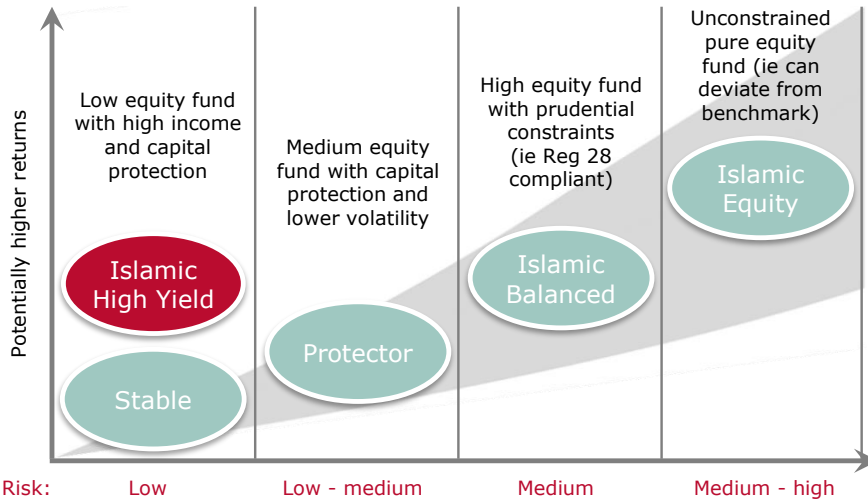 Potentially higher returns
Low equity fund
with high income
and capital
protection
Islamic
High Yield
Stable
Medium equity
fund with capital
protection and
lower volatility
Protector
High equity fund
with prudential
constraints
(ie Reg 28
compliant)
Islamic
Balanced
Unconstrained
pure equity
fund (ie can
deviate from
benchmark)
Islamic
Equity
Risk:
Low
Low - medium
Medium
Medium - high